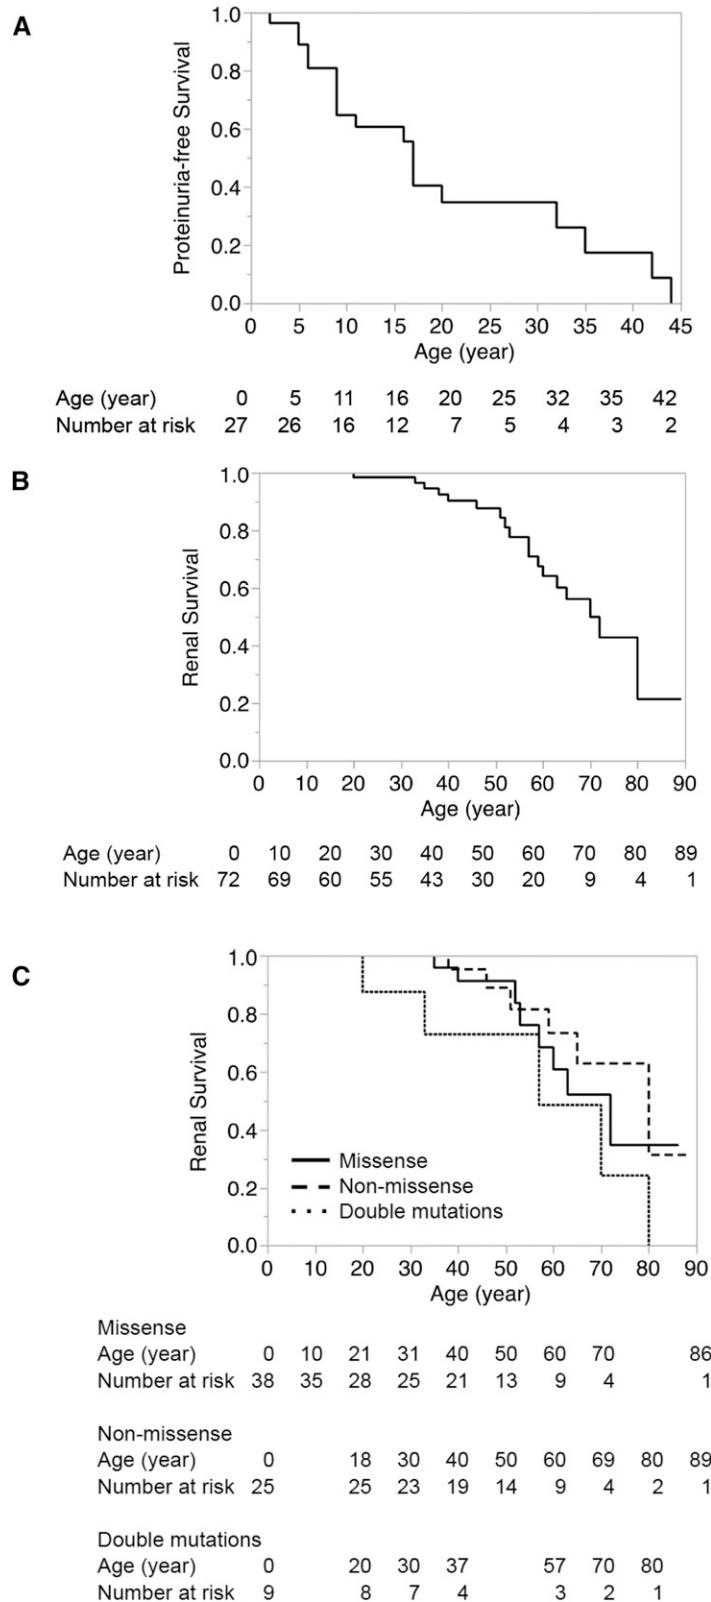 A
Proteinuria-free Survival
1.0
0.8
0.6
0.4
0.2
0.0
0 5 10 15 20 25 30 35 40 45
Age (year)
Age (year) 0 5 11 16 20 25 32 35 42
Number at risk 27 26 16 12 7 5 4 3 2
B
Renal Survival
1.0
0.8
0.6
0.4
0.2
0.0
0 10 20 30 40 50 60 70 80 90
Age (year)
Age (year) 0 10 20 30 40 50 60 70 80 89
Number at risk 72 69 60 55 43 30 20 9 4 1
C
Renal Survival
1.0
0.8
0.6
0.4
0.2
0.0
Missense
Non-missense
Double mutations
0 10 20 30 40 50 60 70 80 90
Age (year)
Missense
Age (year) 0 10 21 31 40 50 60 70 86
Number at risk 38 35 28 25 21 13 9 4 1
Non-missense
Age (year) 0 18 30 40 50 60 69 80 89
Number at risk 25 25 23 19 14 9 4 2 1
Double mutations
Age (year) 0 20 30 37 57 70 80
Number at risk 9 8 7 4 3 2 1